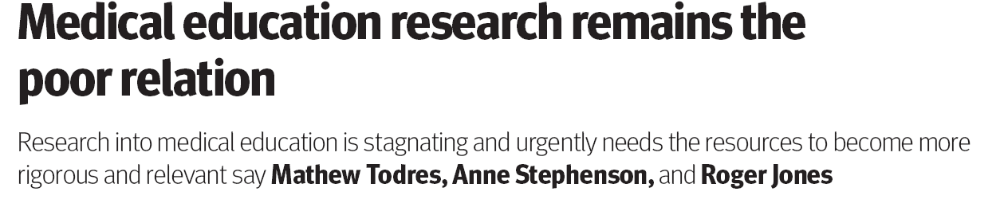 Medical education research remains the
poor relation
Research into medical education is stagnating and urgently needs the resources to become more
rigorous and relevant say Mathew Todres, Anne Stephenson, and Roger Jones